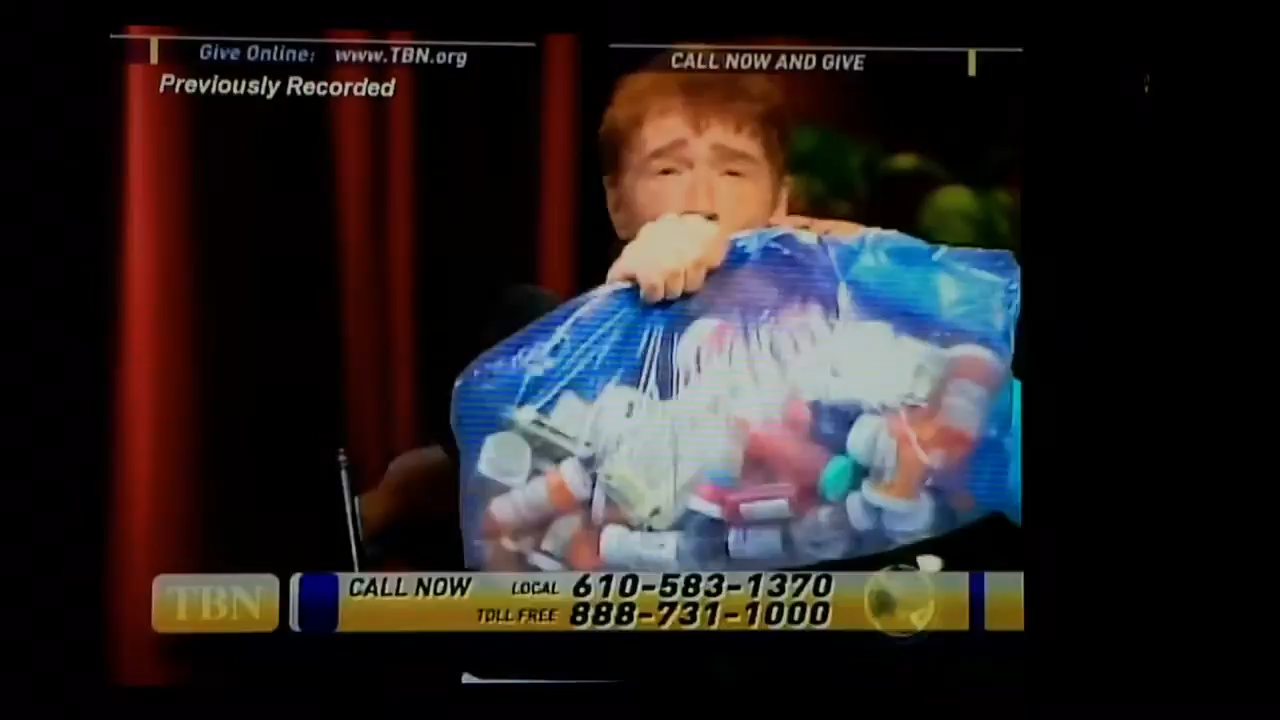 Give Online: www.TBN.org
CALL NOW AND GIVE
Previously Recorded
TBN
CALL NOW LOCAL 610-583-1370
TOLL FREE 888-731-1000